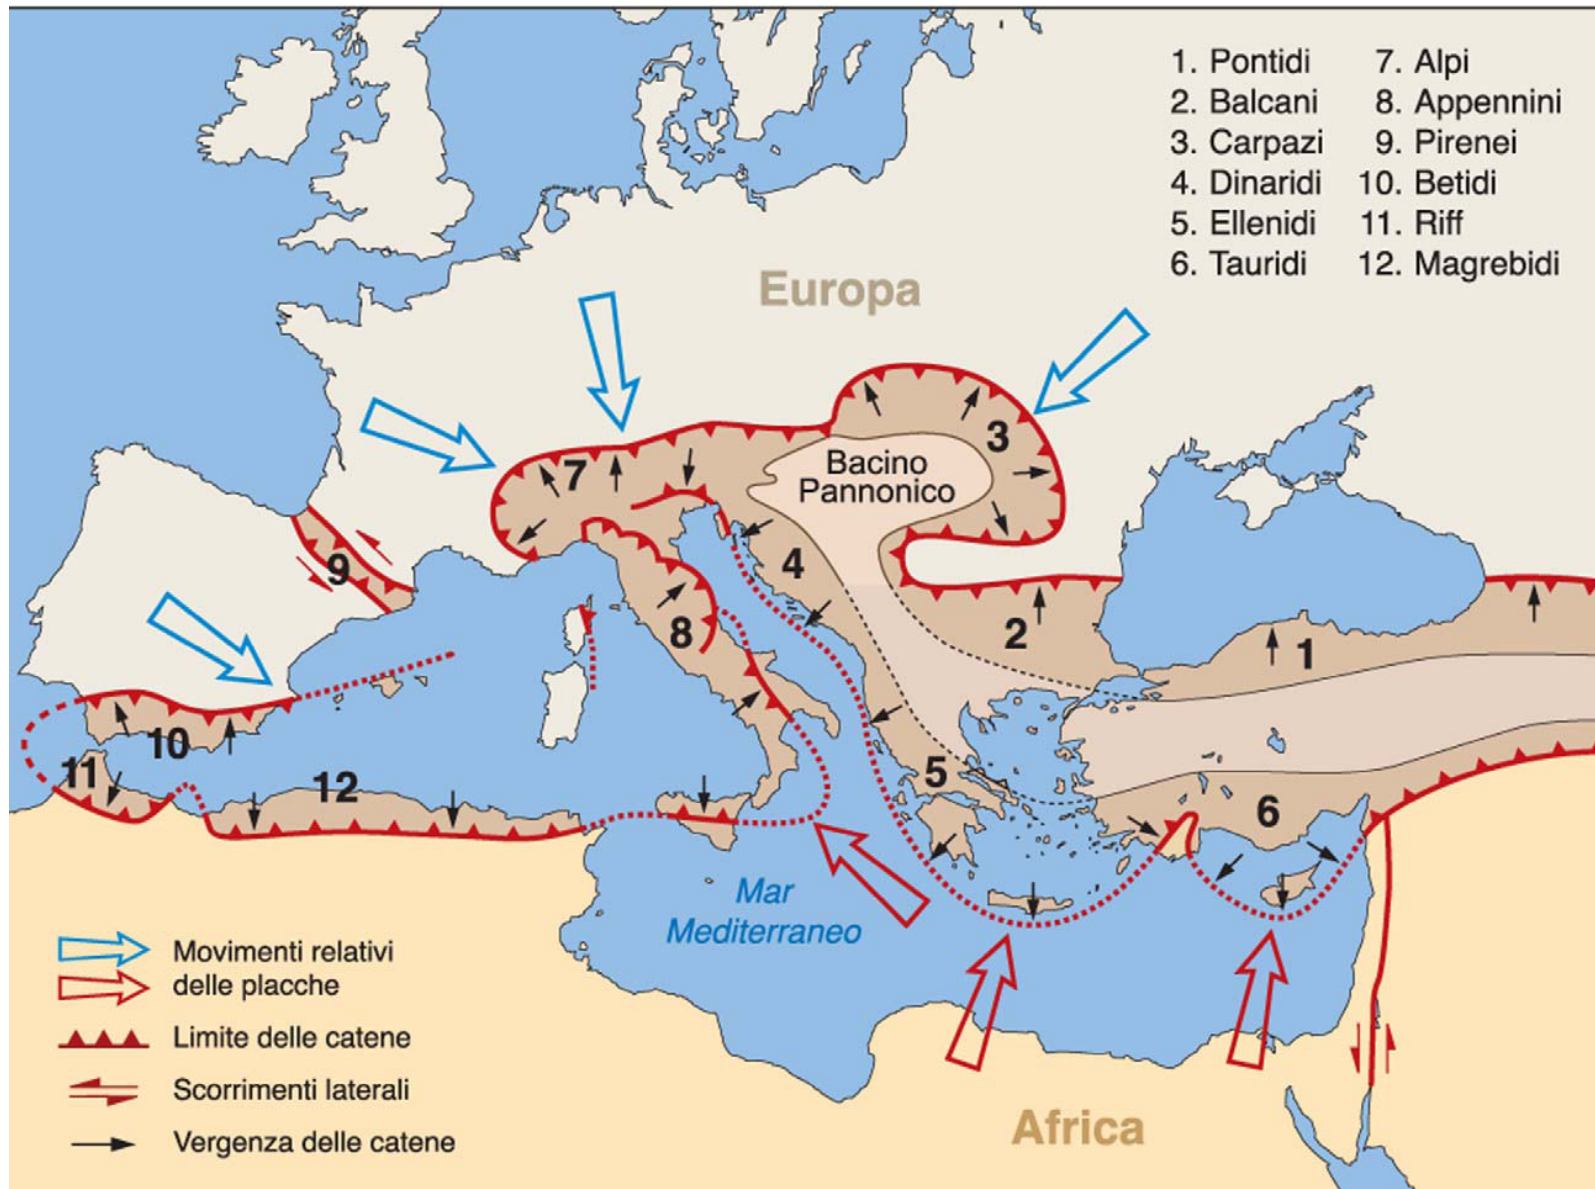 1. Pontidi
2. Balcani
3. Carpazi
4. Dinaridi
5. Ellenidi
6. Tauridi
7. Alpi
8. Appennini
9. Pirenei
10. Betidi
11. Riff
12. Magrebidi
Europa
3
7
Bacino
Pannonico
9
4
8
2
1
10
11
12
5
6
Mar
Mediterraneo
Africa
Movimenti relativi
delle placche
Limite delle catene
Scorrimenti laterali
Vergenza delle catene